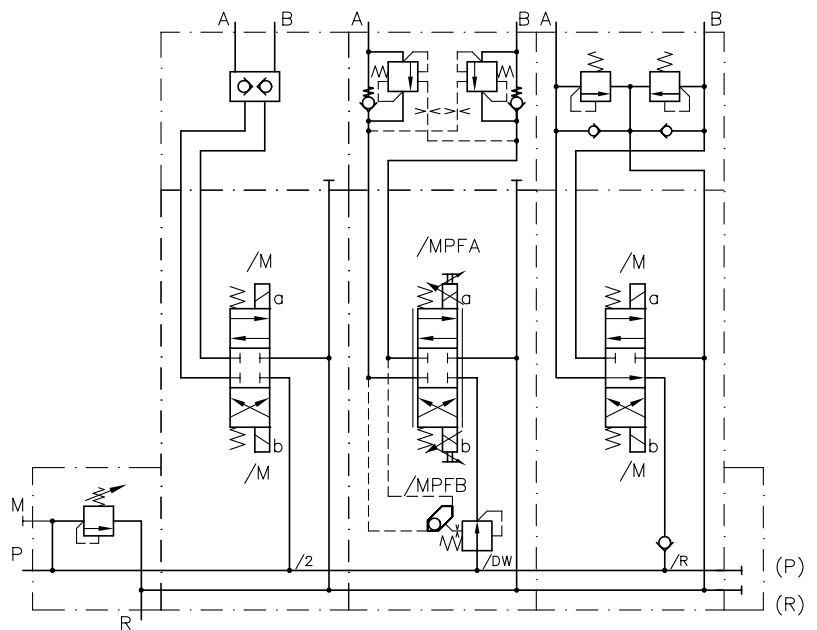 A B A B A B
/MPFA
/M /M
a a a
b b b
/M /M
/MPFB
M
P /2 /DW /R (P)
(R)
R